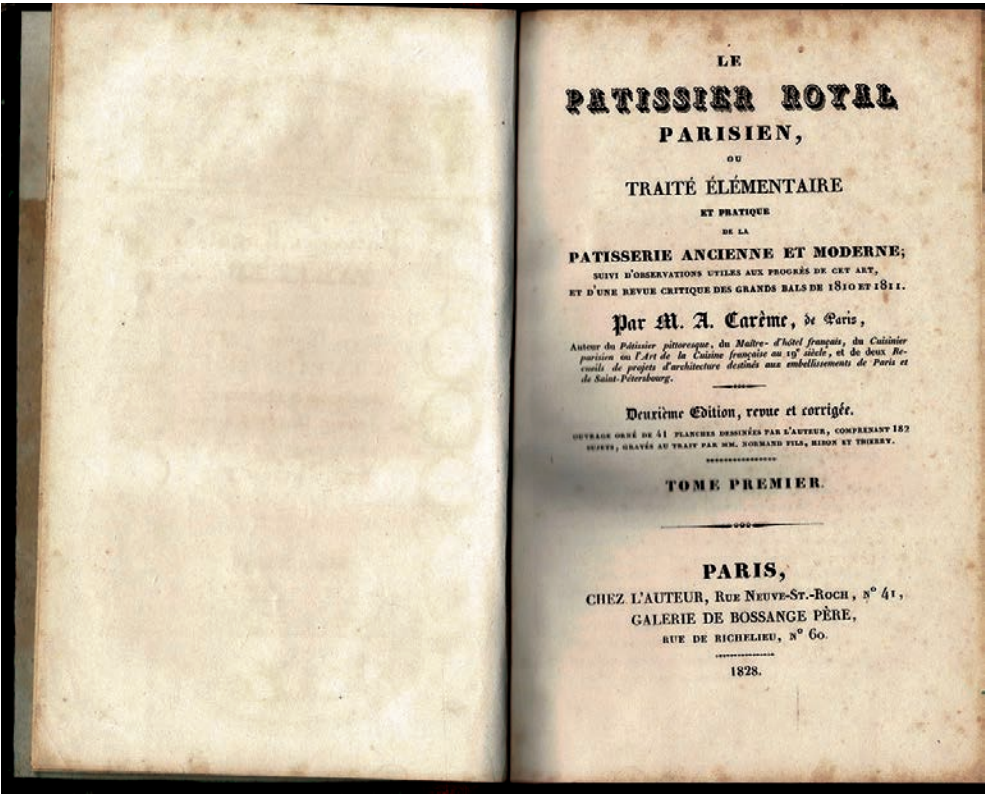 LE
PATISSIER ROYAL
PARISIEN,
OU
TRAITÉ ÉLÉMENTAIRE
ET PRATIQUE
DE LA
PATISSERIE ANCIENNE ET MODERNE;
SUIVI D'OBSERVATIONS UTILES AUX PROGRÈS DE CET ART,
ET D'UNE REVUE CRITIQUE DES GRANDS BALS DE 1810 ET 1811.
Par M. A. Carême, de Paris,
Auteur du Pâtissier pittoresque, du Maître-d'hôtel français, du Cuisinier
parisien ou l'Art de la Cuisine française au 19e siècle, et de deux Re-
cueils de projets d'architecture destinés aux embellissements de Paris et
de Saint-Pétersbourg.
Deuxième Édition, revue et corrigée.
OUVRAGE ORNÉ DE 41 PLANCHES DESSINÉES PAR L'AUTEUR, COMPRENANT 182
SUJETS, GRAVÉS AU TRAIT PAR MM. NORMAND FILS, HIBON ET THIERRY.
TOME PREMIER.
PARIS,
CHEZ L'AUTEUR, RUE NEUVE-ST.-ROCH, N° 41,
GALERIE DE BOSSANGE PÈRE,
RUE DE RICHELIEU, N° 60.
1828.